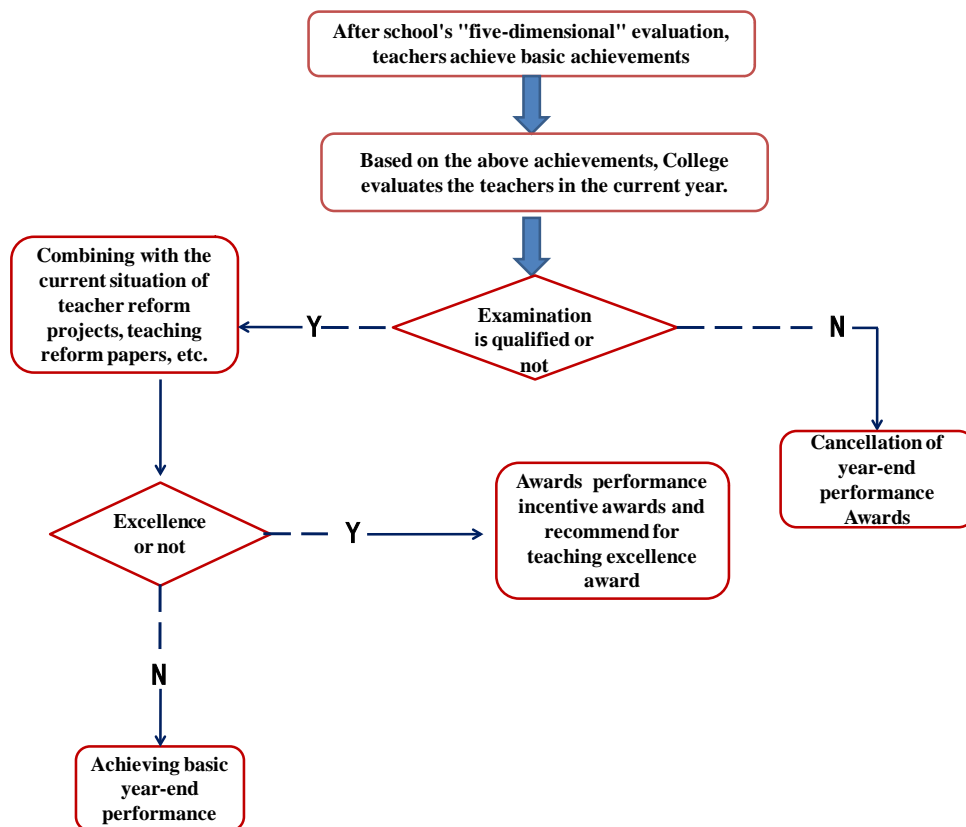 After school's "five-dimensional" evaluation,
teachers achieve basic achievements
Based on the above achievements, College
evaluates the teachers in the current year.
Combining with the
current situation of
teacher reform
projects, teaching
reform papers, etc.
Y
Examination
is qualified or
not
N
Cancellation of
year-end
performance
Awards
Excellence
or not
Y
Awards performance
incentive awards and
recommend for
teaching excellence
award
N
Achieving basic
year-end
performance